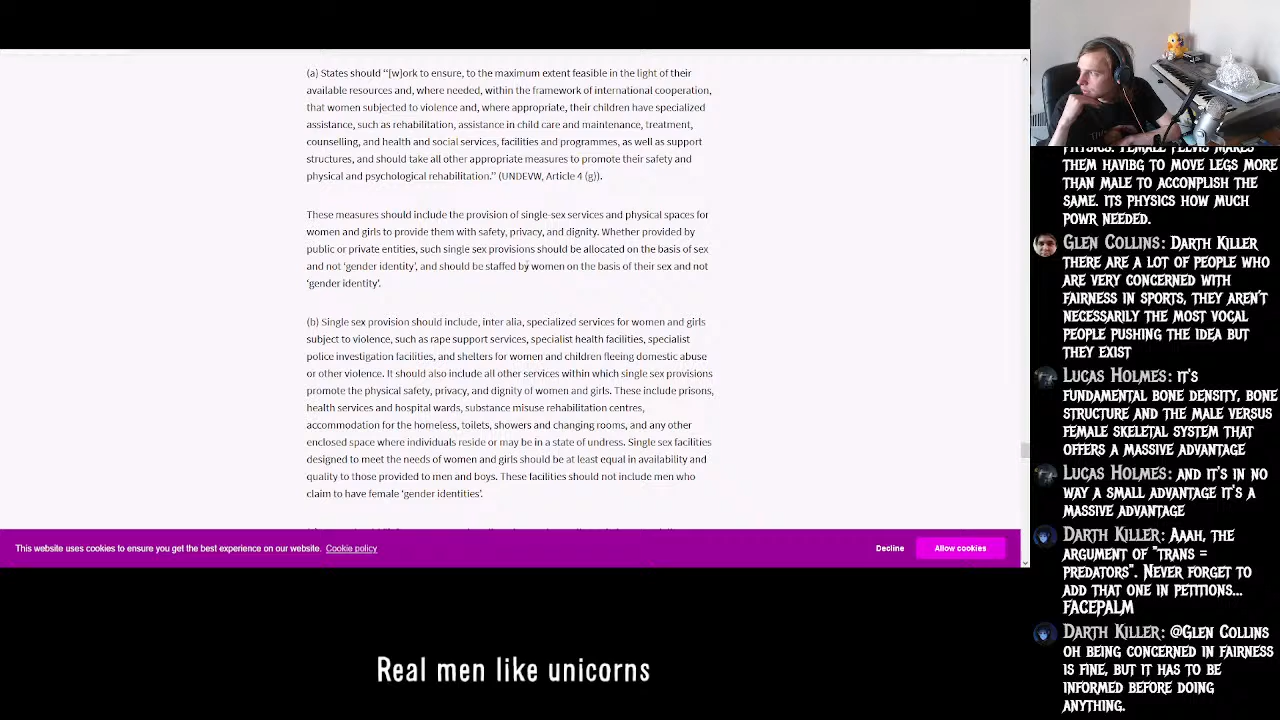 (a) States should “[w]ork to ensure, to the maximum extent feasible in the light of their
available resources and, where needed, within the framework of international cooperation,
that women subjected to violence and, where appropriate, their children have specialized
assistance, such as rehabilitation, assistance in child care and maintenance, treatment,
counselling, and health and social services, facilities and programmes, as well as support
structures, and should take all other appropriate measures to promote their safety and
physical and psychological rehabilitation.” (UNDEVW, Article 4 (g)).
These measures should include the provision of single-sex services and physical spaces for
women and girls to provide them with safety, privacy, and dignity. Whether provided by
public or private entities, such single sex provisions should be allocated on the basis of sex
and not ‘gender identity’, and should be staffed by women on the basis of their sex and not
‘gender identity’.
(b) Single sex provision should include, inter alia, specialized services for women and girls
subject to violence, such as rape support services, specialist health facilities, specialist
police investigation facilities, and shelters for women and children fleeing domestic abuse
or other violence. It should also include all other services within which single sex provisions
promote the physical safety, privacy, and dignity of women and girls. These include prisons,
health services and hospital wards, substance misuse rehabilitation centres,
accommodation for the homeless, toilets, showers and changing rooms, and any other
enclosed space where individuals reside or may be in a state of undress. Single sex facilities
designed to meet the needs of women and girls should be at least equal in availability and
quality to those provided to men and boys. These facilities should not include men who
claim to have female ‘gender identities’.
This website uses cookies to ensure you get the best experience on our website. Cookie policy
Decline
Allow cookies
Real men like unicorns
PHYSICS. FEMALE PELVIS MAKES
THEM HAVIBG TO MOVE LEGS MORE
THAN MALE TO ACCONPLISH THE
SAME. ITS PHYSICS HOW MUCH
POWR NEEDED.
GLEN COLLINS: DARTH KILLER
THERE ARE A LOT OF PEOPLE WHO
ARE VERY CONCERNED WITH
FAIRNESS IN SPORTS, THEY AREN'T
NECESSARILY THE MOST VOCAL
PEOPLE PUSHING THE IDEA BUT
THEY EXIST
LUCAS HOLMES: IT'S
FUNDAMENTAL BONE DENSITY, BONE
STRUCTURE AND THE MALE VERSUS
FEMALE SKELETAL SYSTEM THAT
OFFERS A MASSIVE ADVANTAGE
LUCAS HOLMES: AND IT'S IN NO
WAY A SMALL ADVANTAGE IT'S A
MASSIVE ADVANTAGE
DARTH KILLER: AAAH, THE
ARGUMENT OF "TRANS =
PREDATORS". NEVER FORGET TO
ADD THAT ONE IN PETITIONS...
FACEPALM
DARTH KILLER: @GLEN COLLINS
OH BEING CONCERNED IN FAIRNESS
IS FINE, BUT IT HAS TO BE
INFORMED BEFORE DOING
ANYTHING.